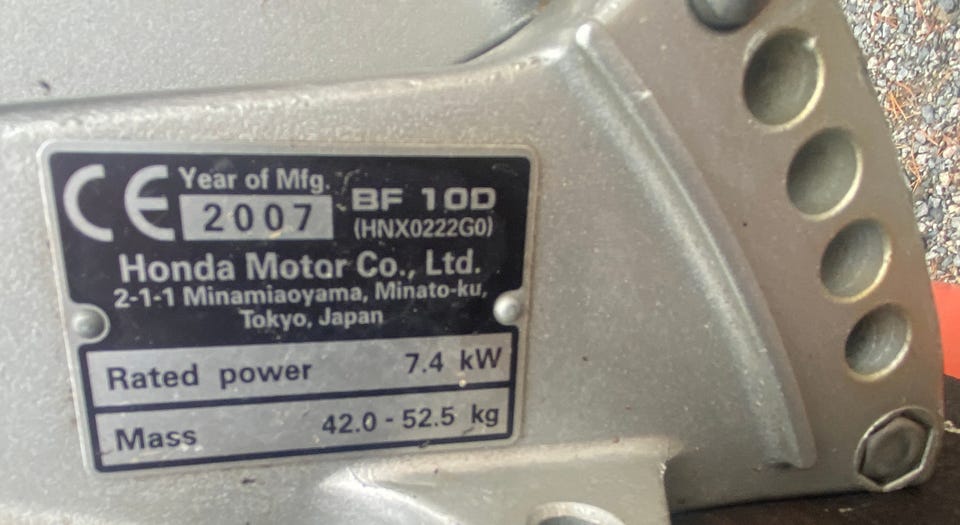 CE Year of Mfg. BF 10D
2007 (HNX0222G0)
Honda Motor Co., Ltd.
2-1-1 Minamiaoyama, Minato-ku,
Tokyo, Japan
Rated power 7.4 kW
Mass 42.0 - 52.5 kg